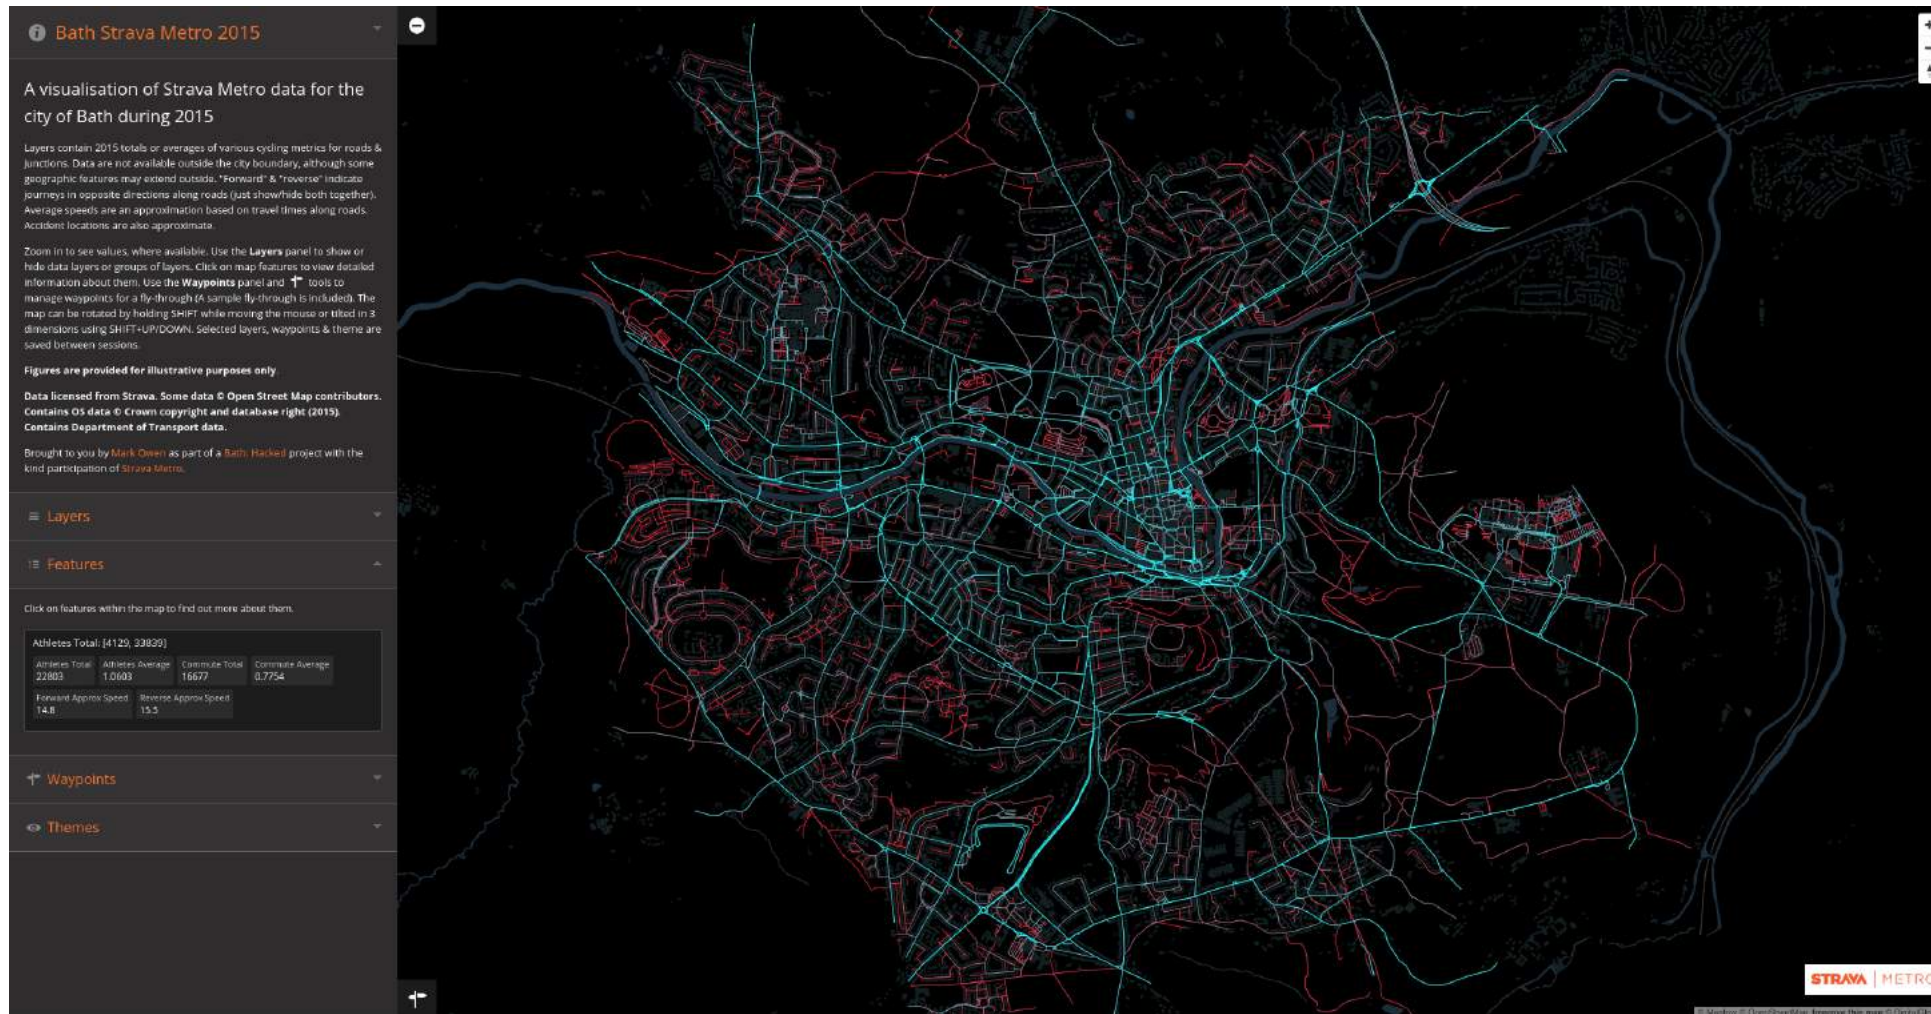 Bath Strava Metro 2015
A visualisation of Strava Metro data for the
city of Bath during 2015
Layers contain 2015 totals or averages of various cycling metrics for roads &
junctions. Data are not available outside the city boundary, although some
geographic features may extend outside. "Forward" & "reverse" indicate
journeys in opposite directions along roads (just show/hide both together).
Average speeds are an approximation based on travel times along roads.
Accident locations are also approximate.
Zoom in to see values, where available. Use the Layers panel to show or
hide data layers or groups of layers. Click on map features to view detailed
information about them. Use the Waypoints panel and tools to
manage waypoints for a fly-through (A sample fly-through is included). The
map can be rotated by holding SHIFT while moving the mouse or tilted in 3
dimensions using SHIFT+UP/DOWN. Selected layers, waypoints & theme are
saved between sessions.
Figures are provided for illustrative purposes only.
Data licensed from Strava. Some data © Open Street Map contributors.
Contains OS data © Crown copyright and database right (2015).
Contains Department of Transport data.
Brought to you by Mark Owen as part of a Bath: Hacked project with the
kind participation of Strava Metro.
Layers
Features
Click on features within the map to find out more about them.
Athletes Total: [4129, 33839]
Athletes Total Athletes Average Commute Total Commute Average
22803 1.0603 16677 0.7754
Forward Approx Speed Reverse Approx Speed
14.8 15.5
Waypoints
Themes
STRAVA | METRO
© Mapbox © OpenStreetMap Improve this map